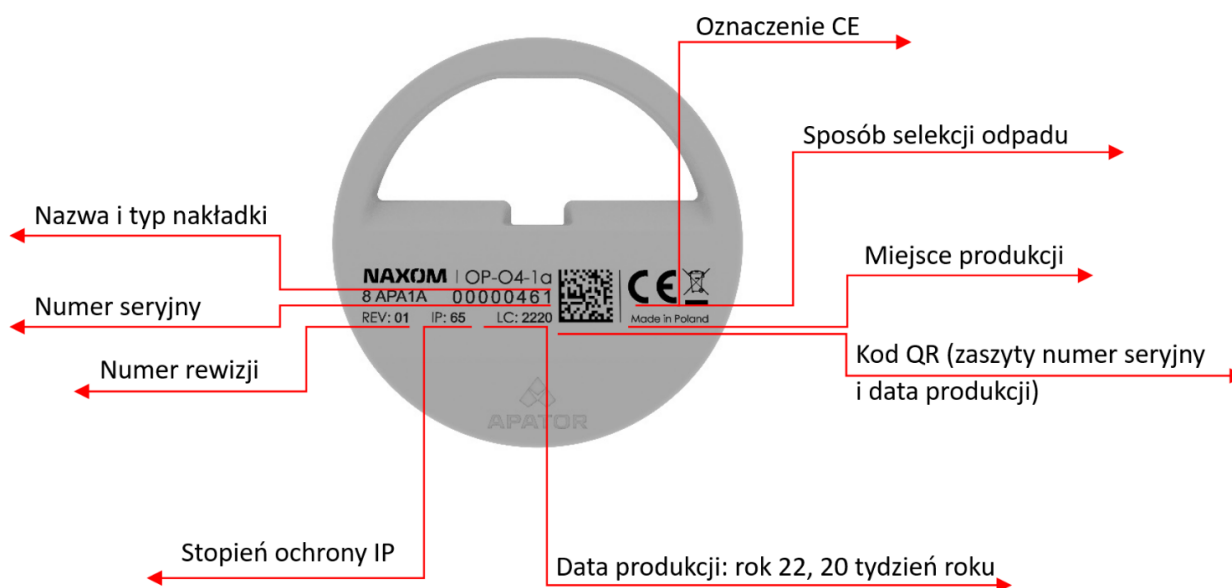 Oznaczenie CE
Sposób selekcji odpadu
Nazwa i typ nakładki
Miejsce produkcji
NAXOM | OP-O4-1a
8 APA1A 00000461
CE
Numer seryjny
REV: 01 IP: 65 LC: 2220
Made in Poland
Numer rewizji
Kod QR (zaszyty numer seryjny
i data produkcji)
APATOR
Stopień ochrony IP
Data produkcji: rok 22, 20 tydzień roku